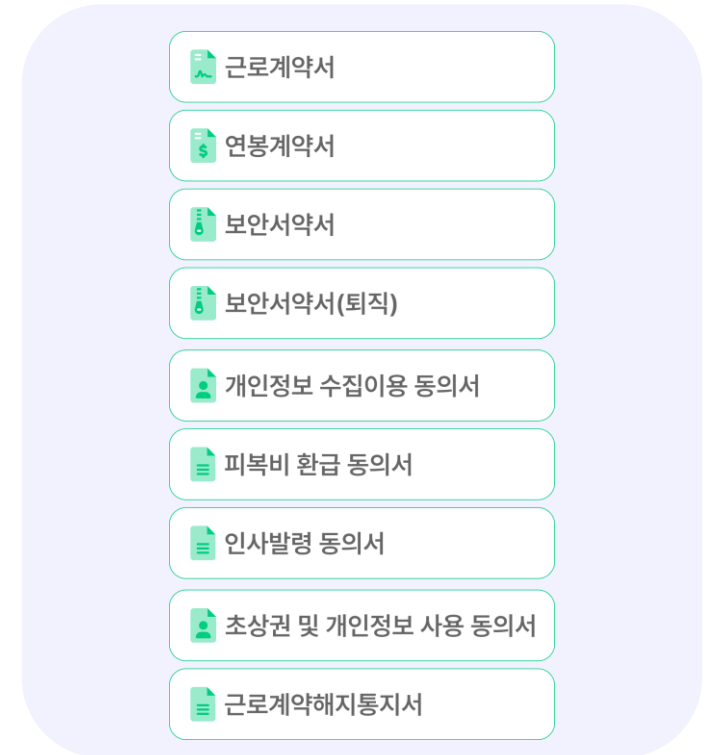 근로계약서
연봉계약서
보안서약서
보안서약서(퇴직)
개인정보 수집이용 동의서
피복비 환급 동의서
인사발령 동의서
초상권 및 개인정보 사용 동의서
근로계약해지통지서